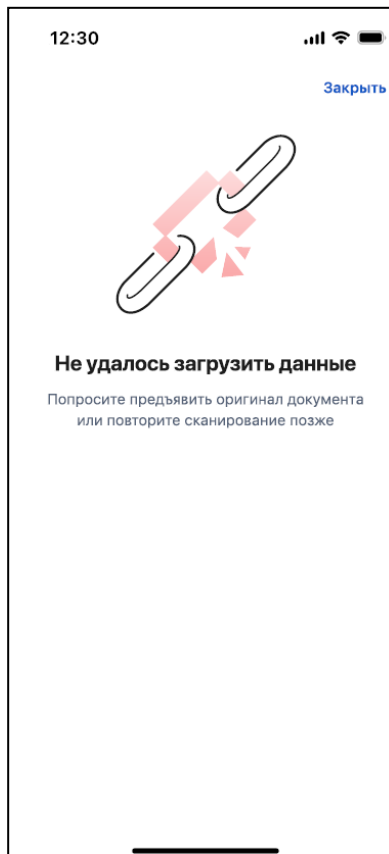 12:30
Закрыть
Не удалось загрузить данные
Попросите предъявить оригинал документа
или повторите сканирование позже